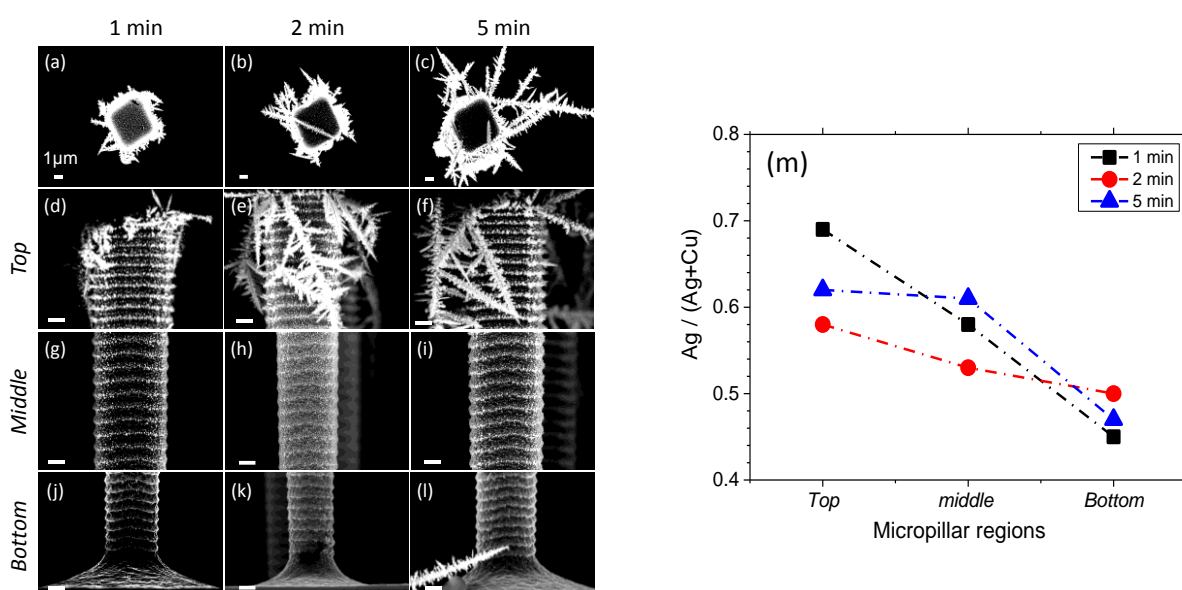 1 min 2 min 5 min
(a) (b) (c)
1μm
Top
(d) (e) (f)
Middle
(g) (h) (i)
Bottom
(j) (k) (l)
(m)
1 min
2 min
5 min
0.8
0.7
0.6
0.5
0.4
Ag / (Ag+Cu)
Top middle Bottom
Micropillar regions